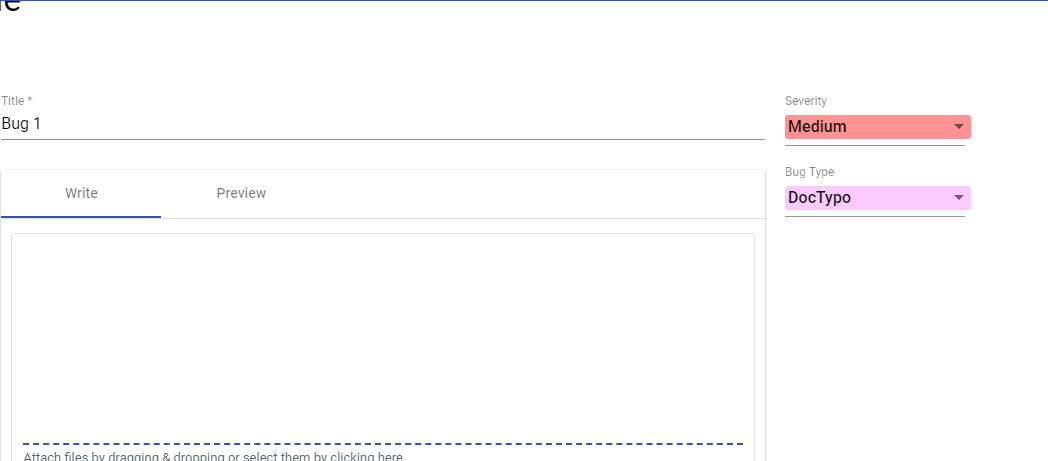 Title *
Bug 1
Severity
Medium
Bug Type
DocTypo
Write
Preview
Attach files by dragging & dropping or select them by clicking here.